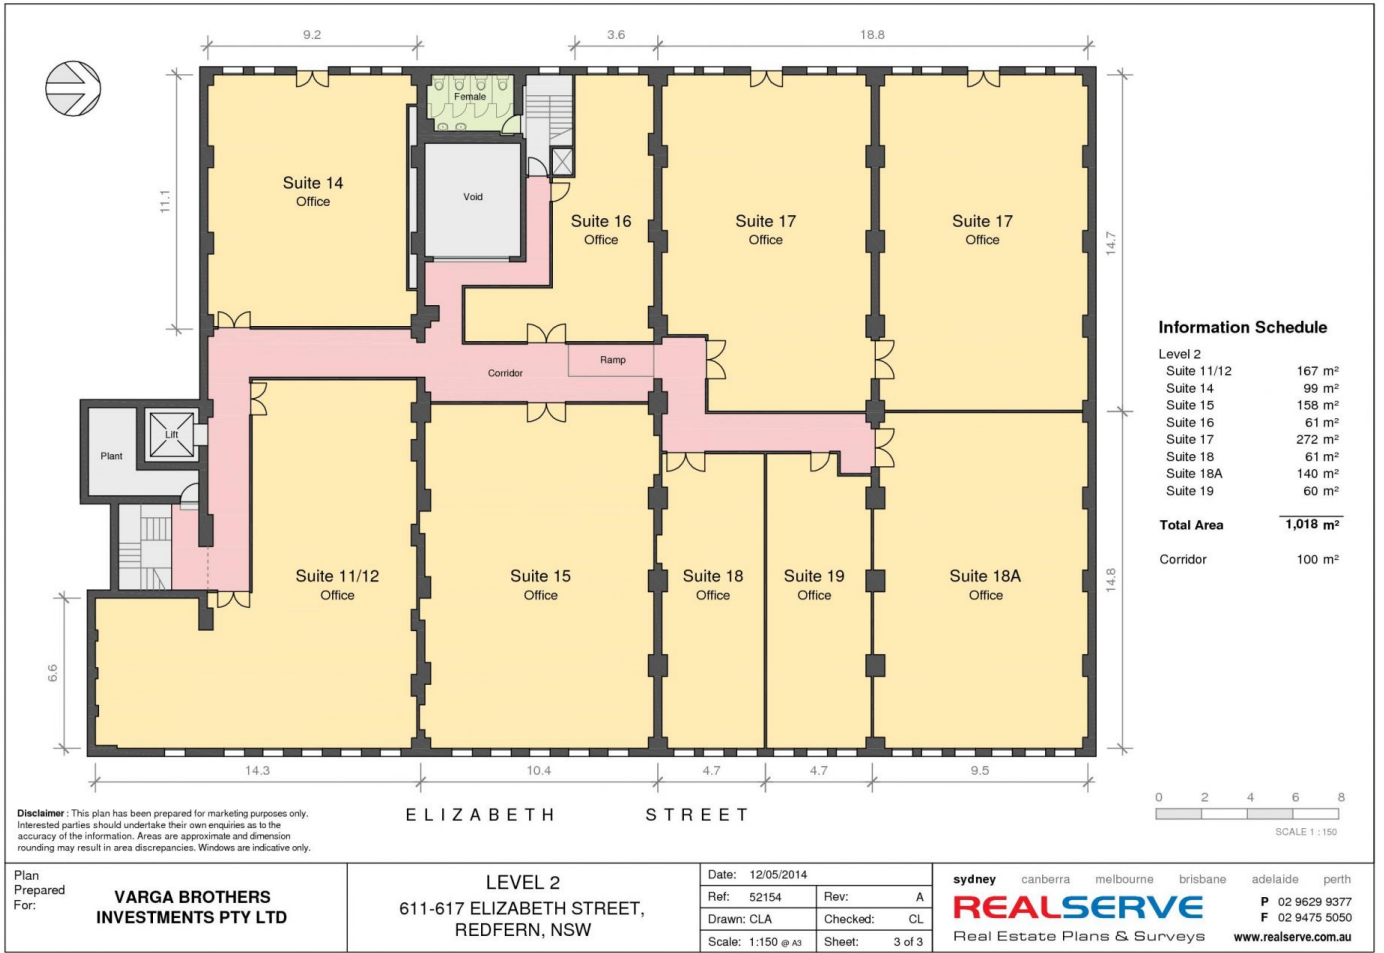 9.2
3.6
18.8
Female
Suite 14
Office
11.1
Void
Suite 16
Office
Suite 17
Office
Suite 17
Office
14.7
Information Schedule
Level 2
Suite 11/12 167 m²
Suite 14 99 m²
Suite 15 158 m²
Suite 16 61 m²
Suite 17 272 m²
Suite 18 61 m²
Suite 18A 140 m²
Suite 19 60 m²
Total Area 1,018 m²
Corridor 100 m²
Corridor
Ramp
Lift
Plant
Suite 11/12
Office
Suite 15
Office
Suite 18
Office
Suite 19
Office
Suite 18A
Office
14.8
6.6
14.3
10.4
4.7
4.7
9.5
ELIZABETH STREET
0 2 4 6 8
SCALE 1 : 150
Disclaimer : This plan has been prepared for marketing purposes only.
Interested parties should undertake their own enquiries as to the
accuracy of the information. Areas are approximate and dimension
rounding may result in area discrepancies. Windows are indicative only.
Plan
Prepared
For:
VARGA BROTHERS
INVESTMENTS PTY LTD
LEVEL 2
611-617 ELIZABETH STREET,
REDFERN, NSW
Date: 12/05/2014
Ref: 52154 Rev: A
Drawn: CLA Checked: CL
Scale: 1:150 @ A3 Sheet: 3 of 3
sydney canberra melbourne brisbane adelaide perth
REALSERVE
Real Estate Plans & Surveys
P 02 9629 9377
F 02 9475 5050
www.realserve.com.au